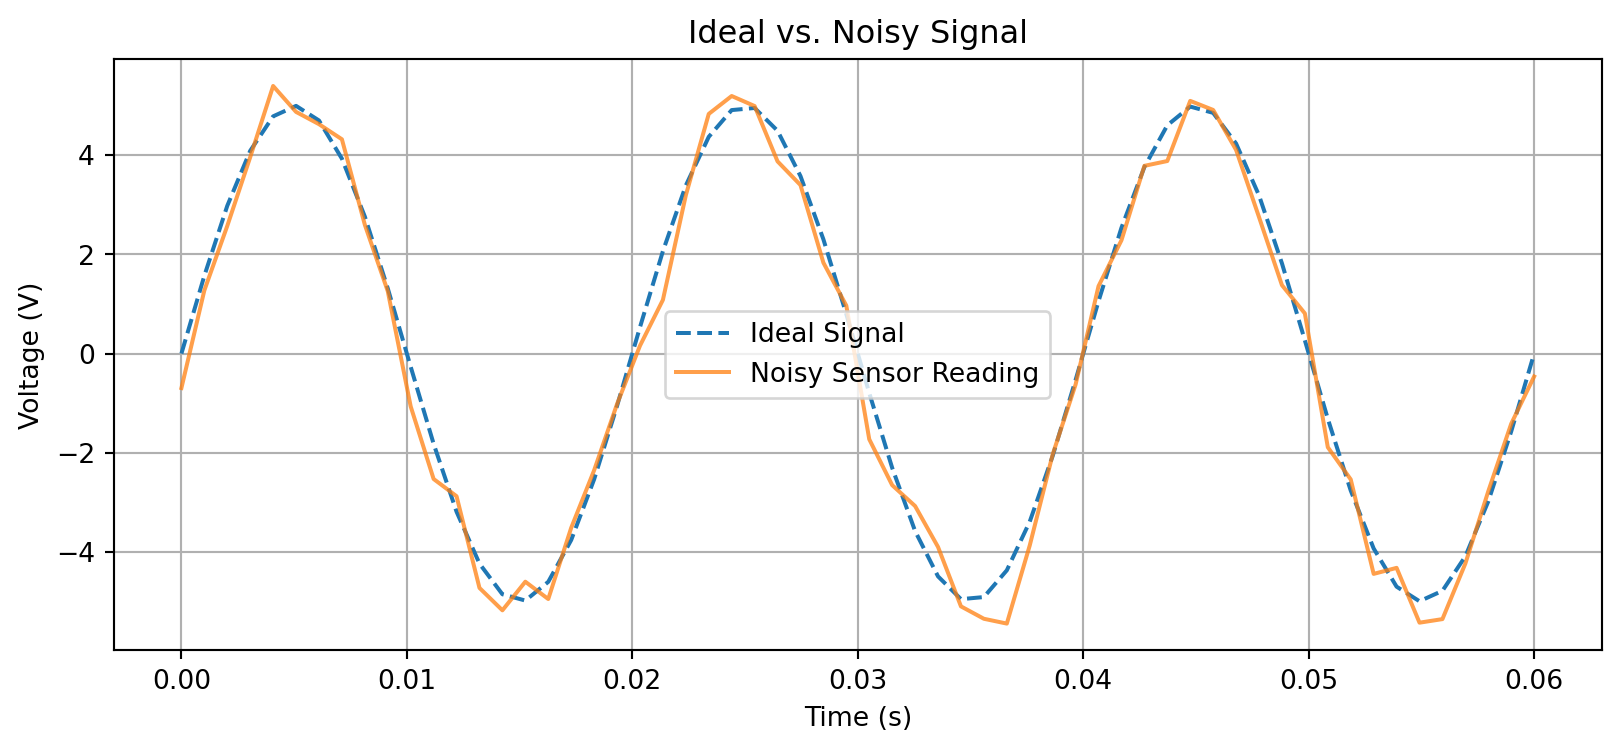 Ideal vs. Noisy Signal
Voltage (V)
4
2
0
−2
−4
Ideal Signal
Noisy Sensor Reading
0.00 0.01 0.02 0.03 0.04 0.05 0.06
Time (s)